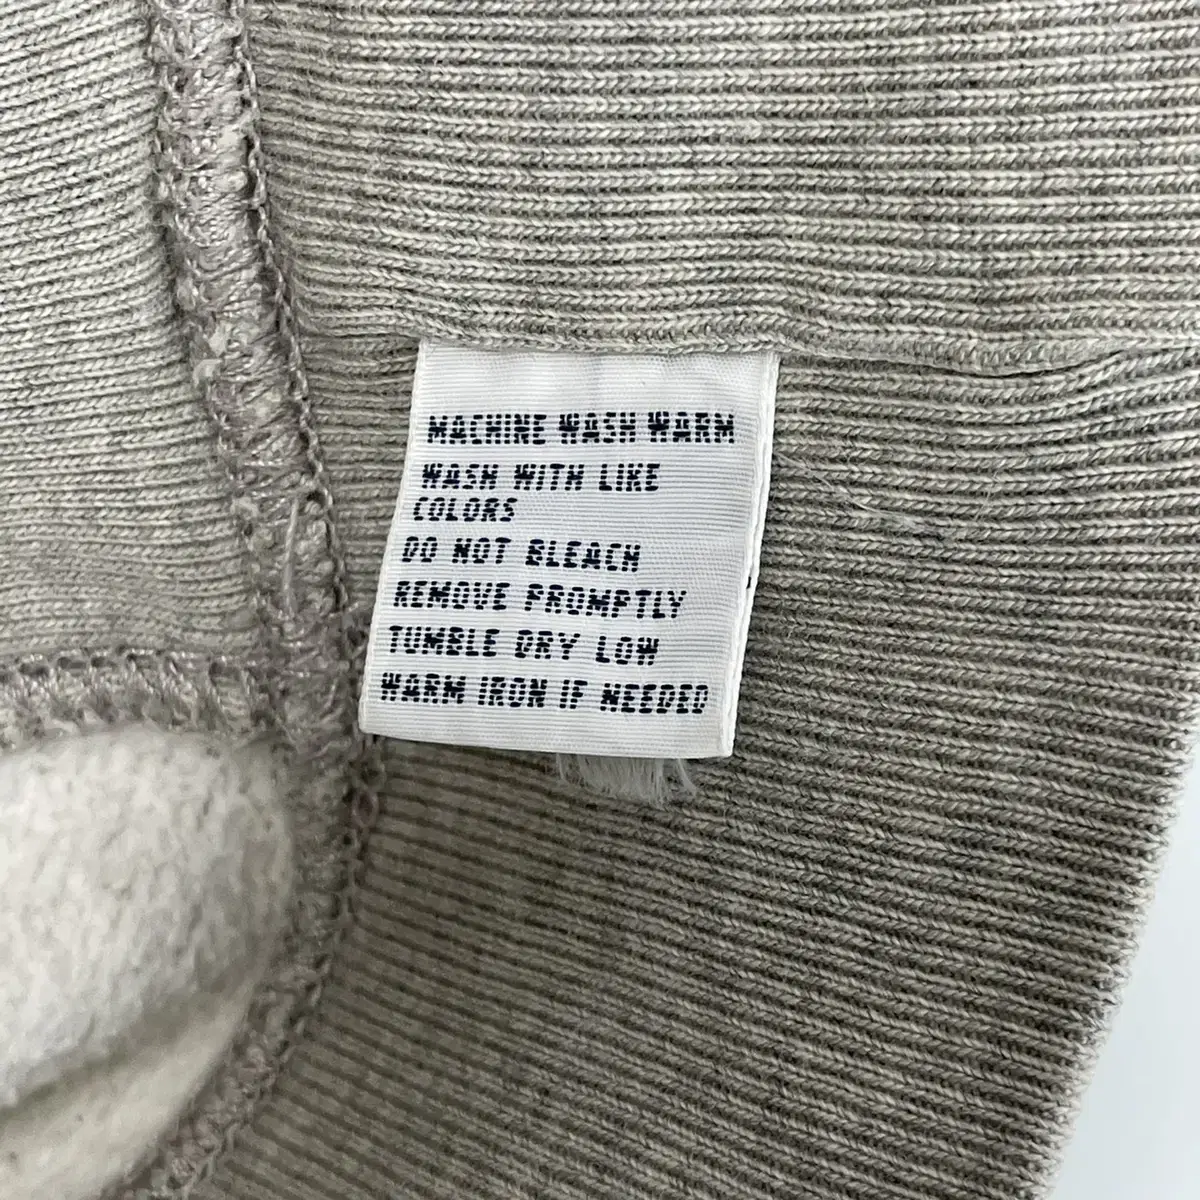 MACHINE WASH WARM
WASH WITH LIKE
COLORS
DO NOT BLEACH
REMOVE PROMPTLY
TUMBLE DRY LOW
WARM IRON IF NEEDED